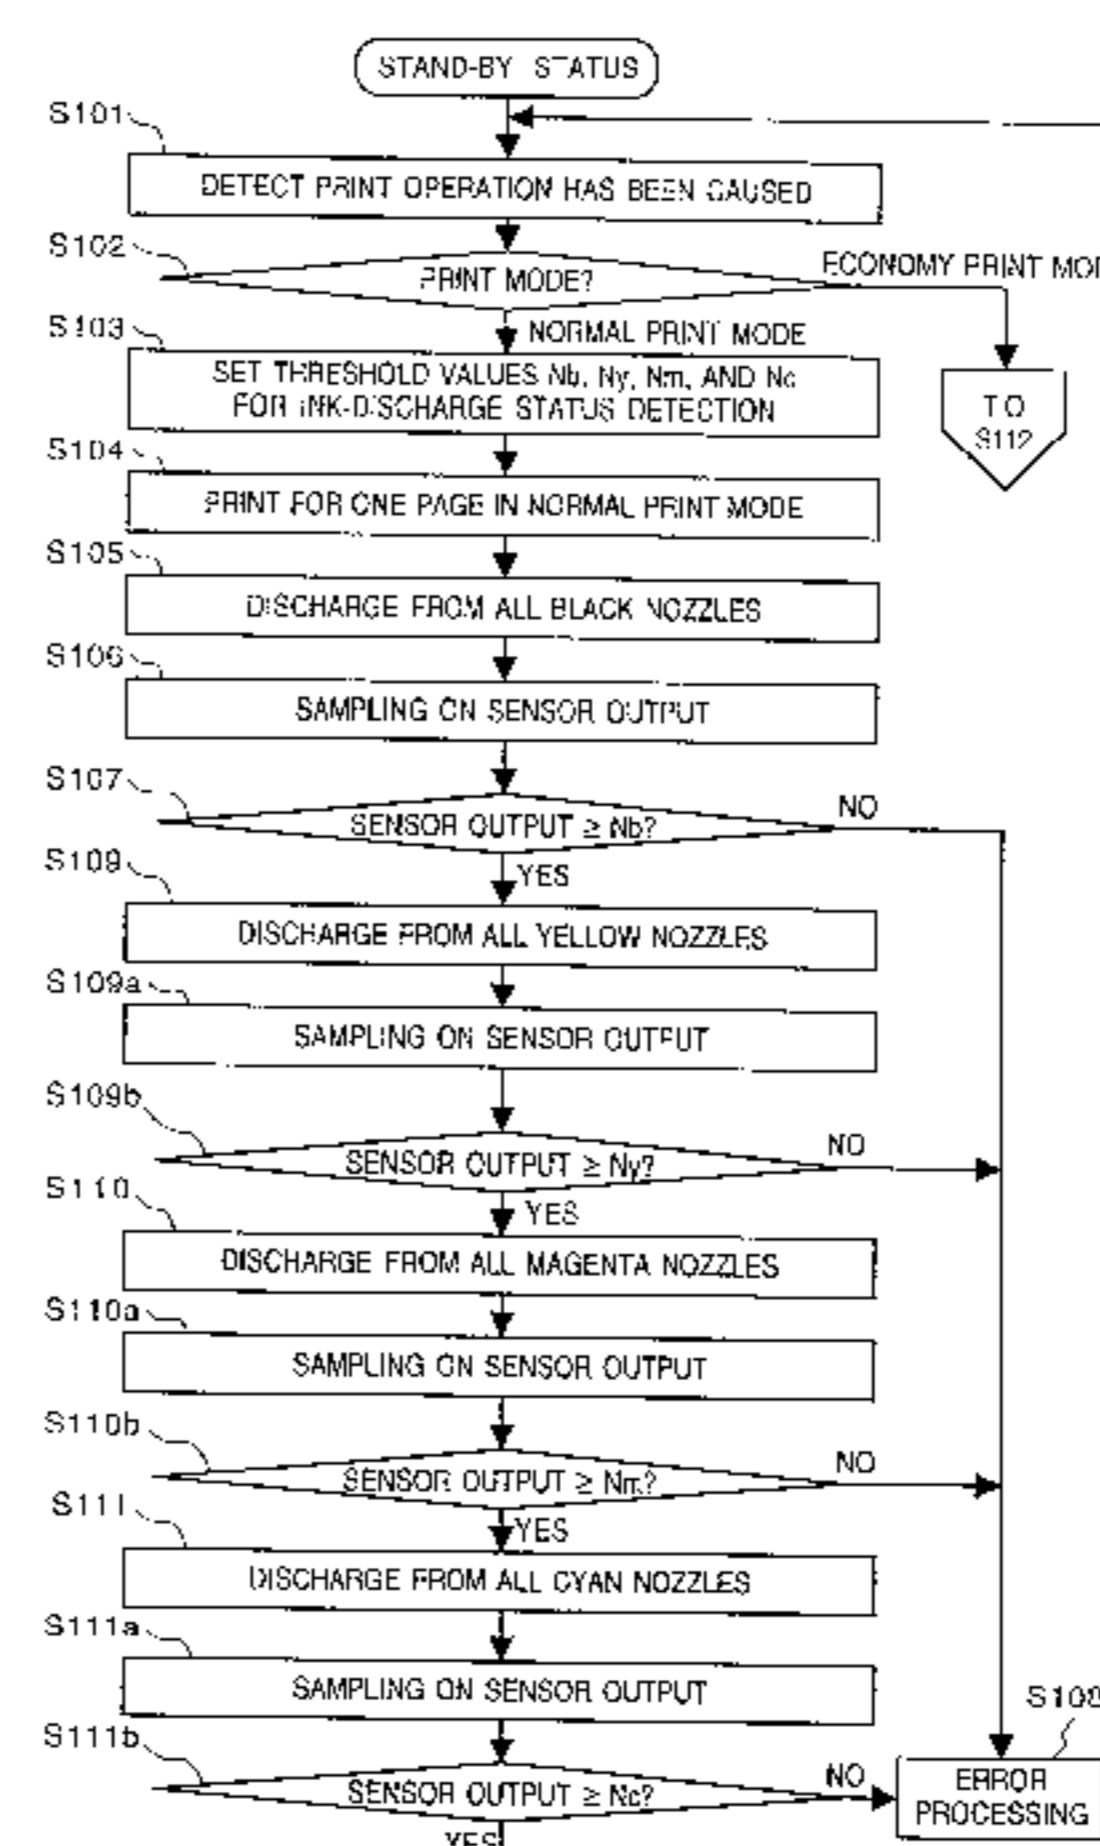 STAND-BY STATUS
S101
DETECT PRINT OPERATION HAS BEEN CAUSED
S102
PRINT MODE?
ECONOMY PRINT
S103
NORMAL PRINT MODE
SET THRESHOLD VALUES Nb, Ny, Nm, AND Nc
FOR INK-DISCHARGE STATUS DETECTION
TO
S112
S104
PRINT FOR ONE PAGE IN NORMAL PRINT MODE
S105
DISCHARGE FROM ALL BLACK NOZZLES
S106
SAMPLING ON SENSOR OUTPUT
S107
SENSOR OUTPUT ≥ Nb?
NO
YES
S109
DISCHARGE FROM ALL YELLOW NOZZLES
S109a
SAMPLING ON SENSOR OUTPUT
S109b
SENSOR OUTPUT ≥ Ny?
NO
YES
S110
DISCHARGE FROM ALL MAGENTA NOZZLES
S110a
SAMPLING ON SENSOR OUTPUT
S110b
SENSOR OUTPUT ≥ Nm?
NO
YES
S111
DISCHARGE FROM ALL CYAN NOZZLES
S111a
SAMPLING ON SENSOR OUTPUT
S111b
SENSOR OUTPUT ≥ Nc?
NO
YES
S108
ERROR
PROCESSING